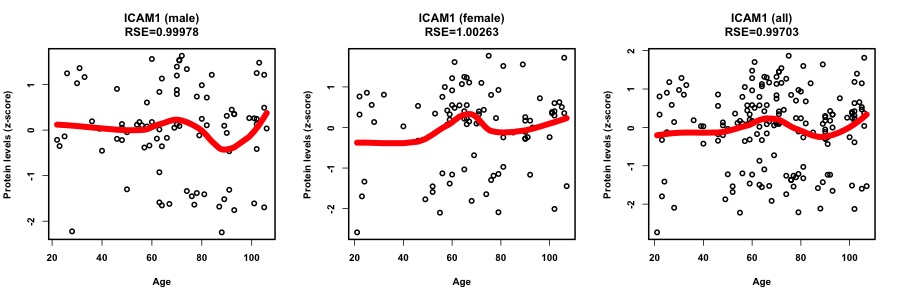 ICAM1 (male)
RSE=0.99978
Protein levels (z-score)
1
0
-1
-2
20 40 60 80 100
Age
ICAM1 (female)
RSE=1.00263
Protein levels (z-score)
1
0
-1
-2
20 40 60 80 100
Age
ICAM1 (all)
RSE=0.99703
Protein levels (z-score)
2
1
0
-1
-2
20 40 60 80 100
Age